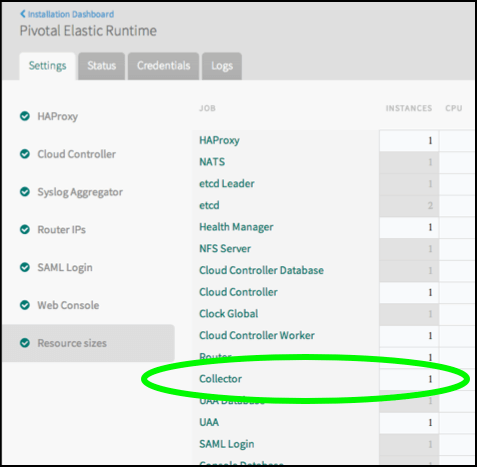 Installation Dashboard
Pivotal Elastic Runtime
Settings Status Credentials Logs
HAProxy
Cloud Controller
Syslog Aggregator
Router IPs
SAML Login
Web Console
Resource sizes
JOB INSTANCES CPU
HAProxy 1
NATS 1
etcd Leader 1
etcd 2
Health Manager 1
NFS Server 1
Cloud Controller Database 1
Cloud Controller 1
Clock Global 1
Cloud Controller Worker 1
Router 1
Collector 1
UAA Database 1
UAA 1
SAML Login 1
Console Database 1